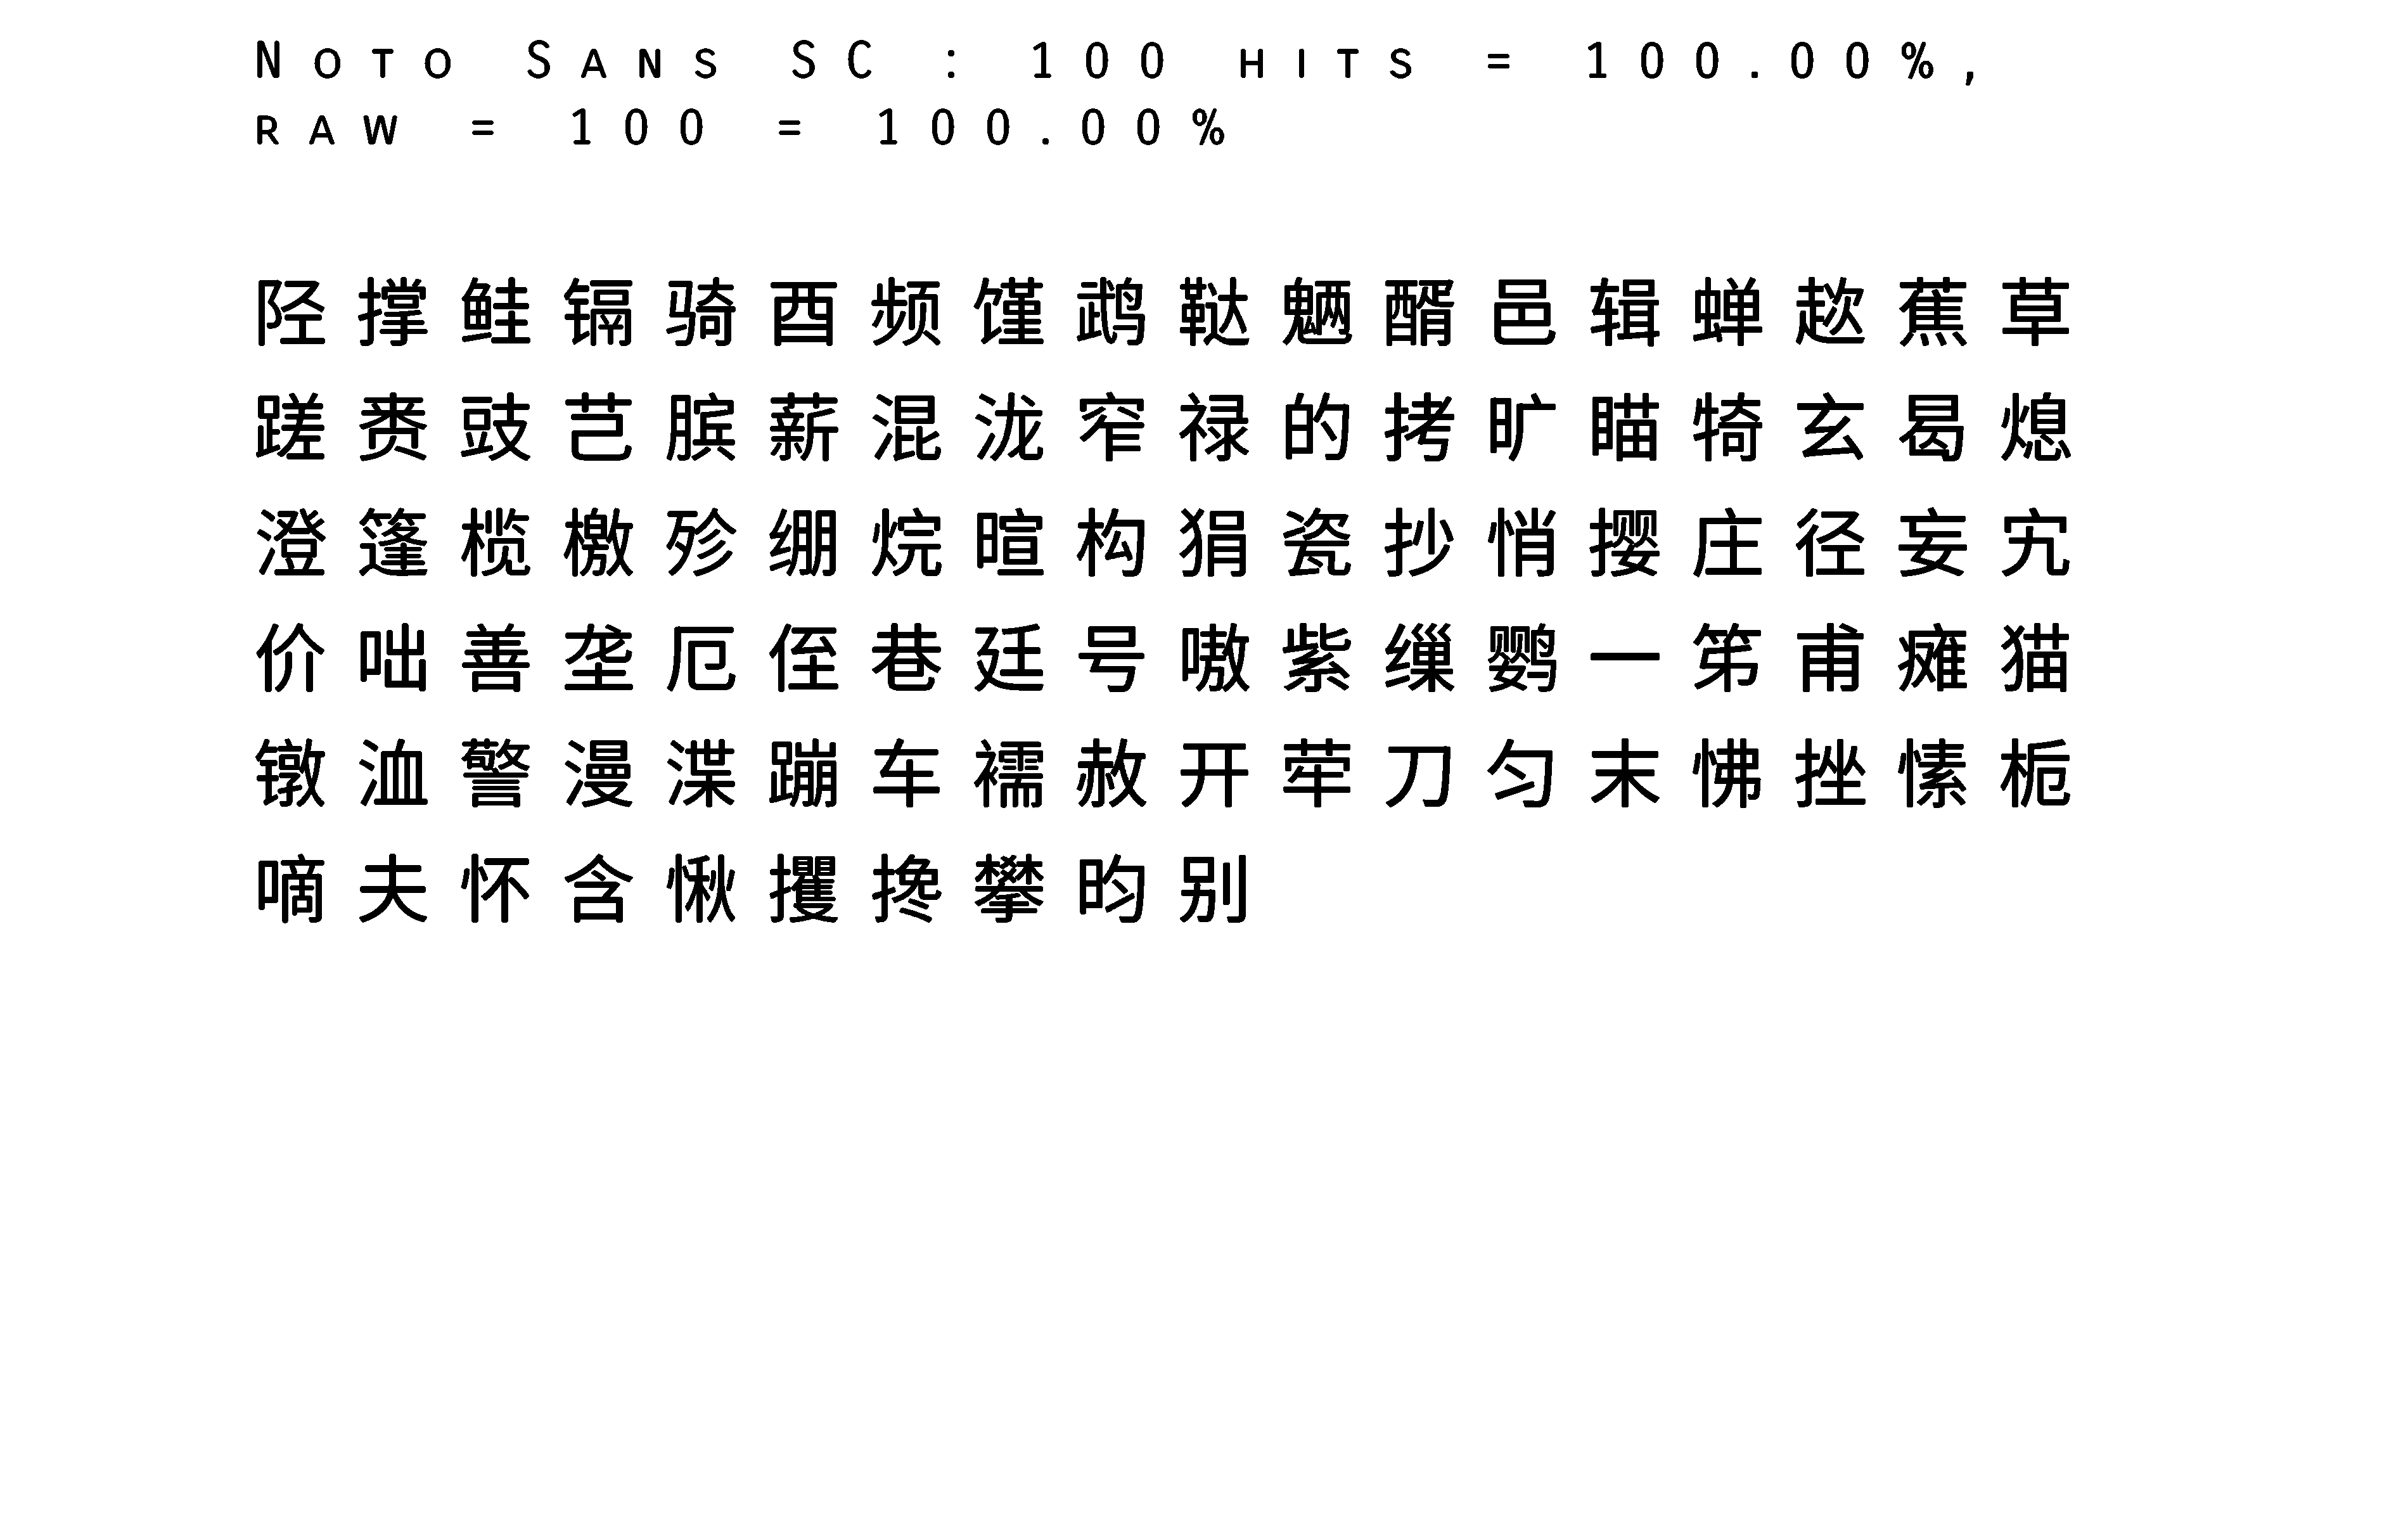 Noto Sans SC : 100 hits = 100.00%,
raw = 100 = 100.00%
陉撑鲑镉骑酉频馑鹉鞑魉醑邑辑蝉趑蕉草
蹉赉豉芑膑薪混泷窄禄的拷旷瞄犄玄曷熄
澄篷榄檄殄绷烷暄构狷瓷抄悄撄庄径妄宄
价咄善垄厄侄巷廷号嗷紫缫鹦一笫甫瘫猫
镦洫警漫渫蹦车襦赦开荦刀匀末怫挫愫栀
嘀夫怀含愀攫搀攀昀别